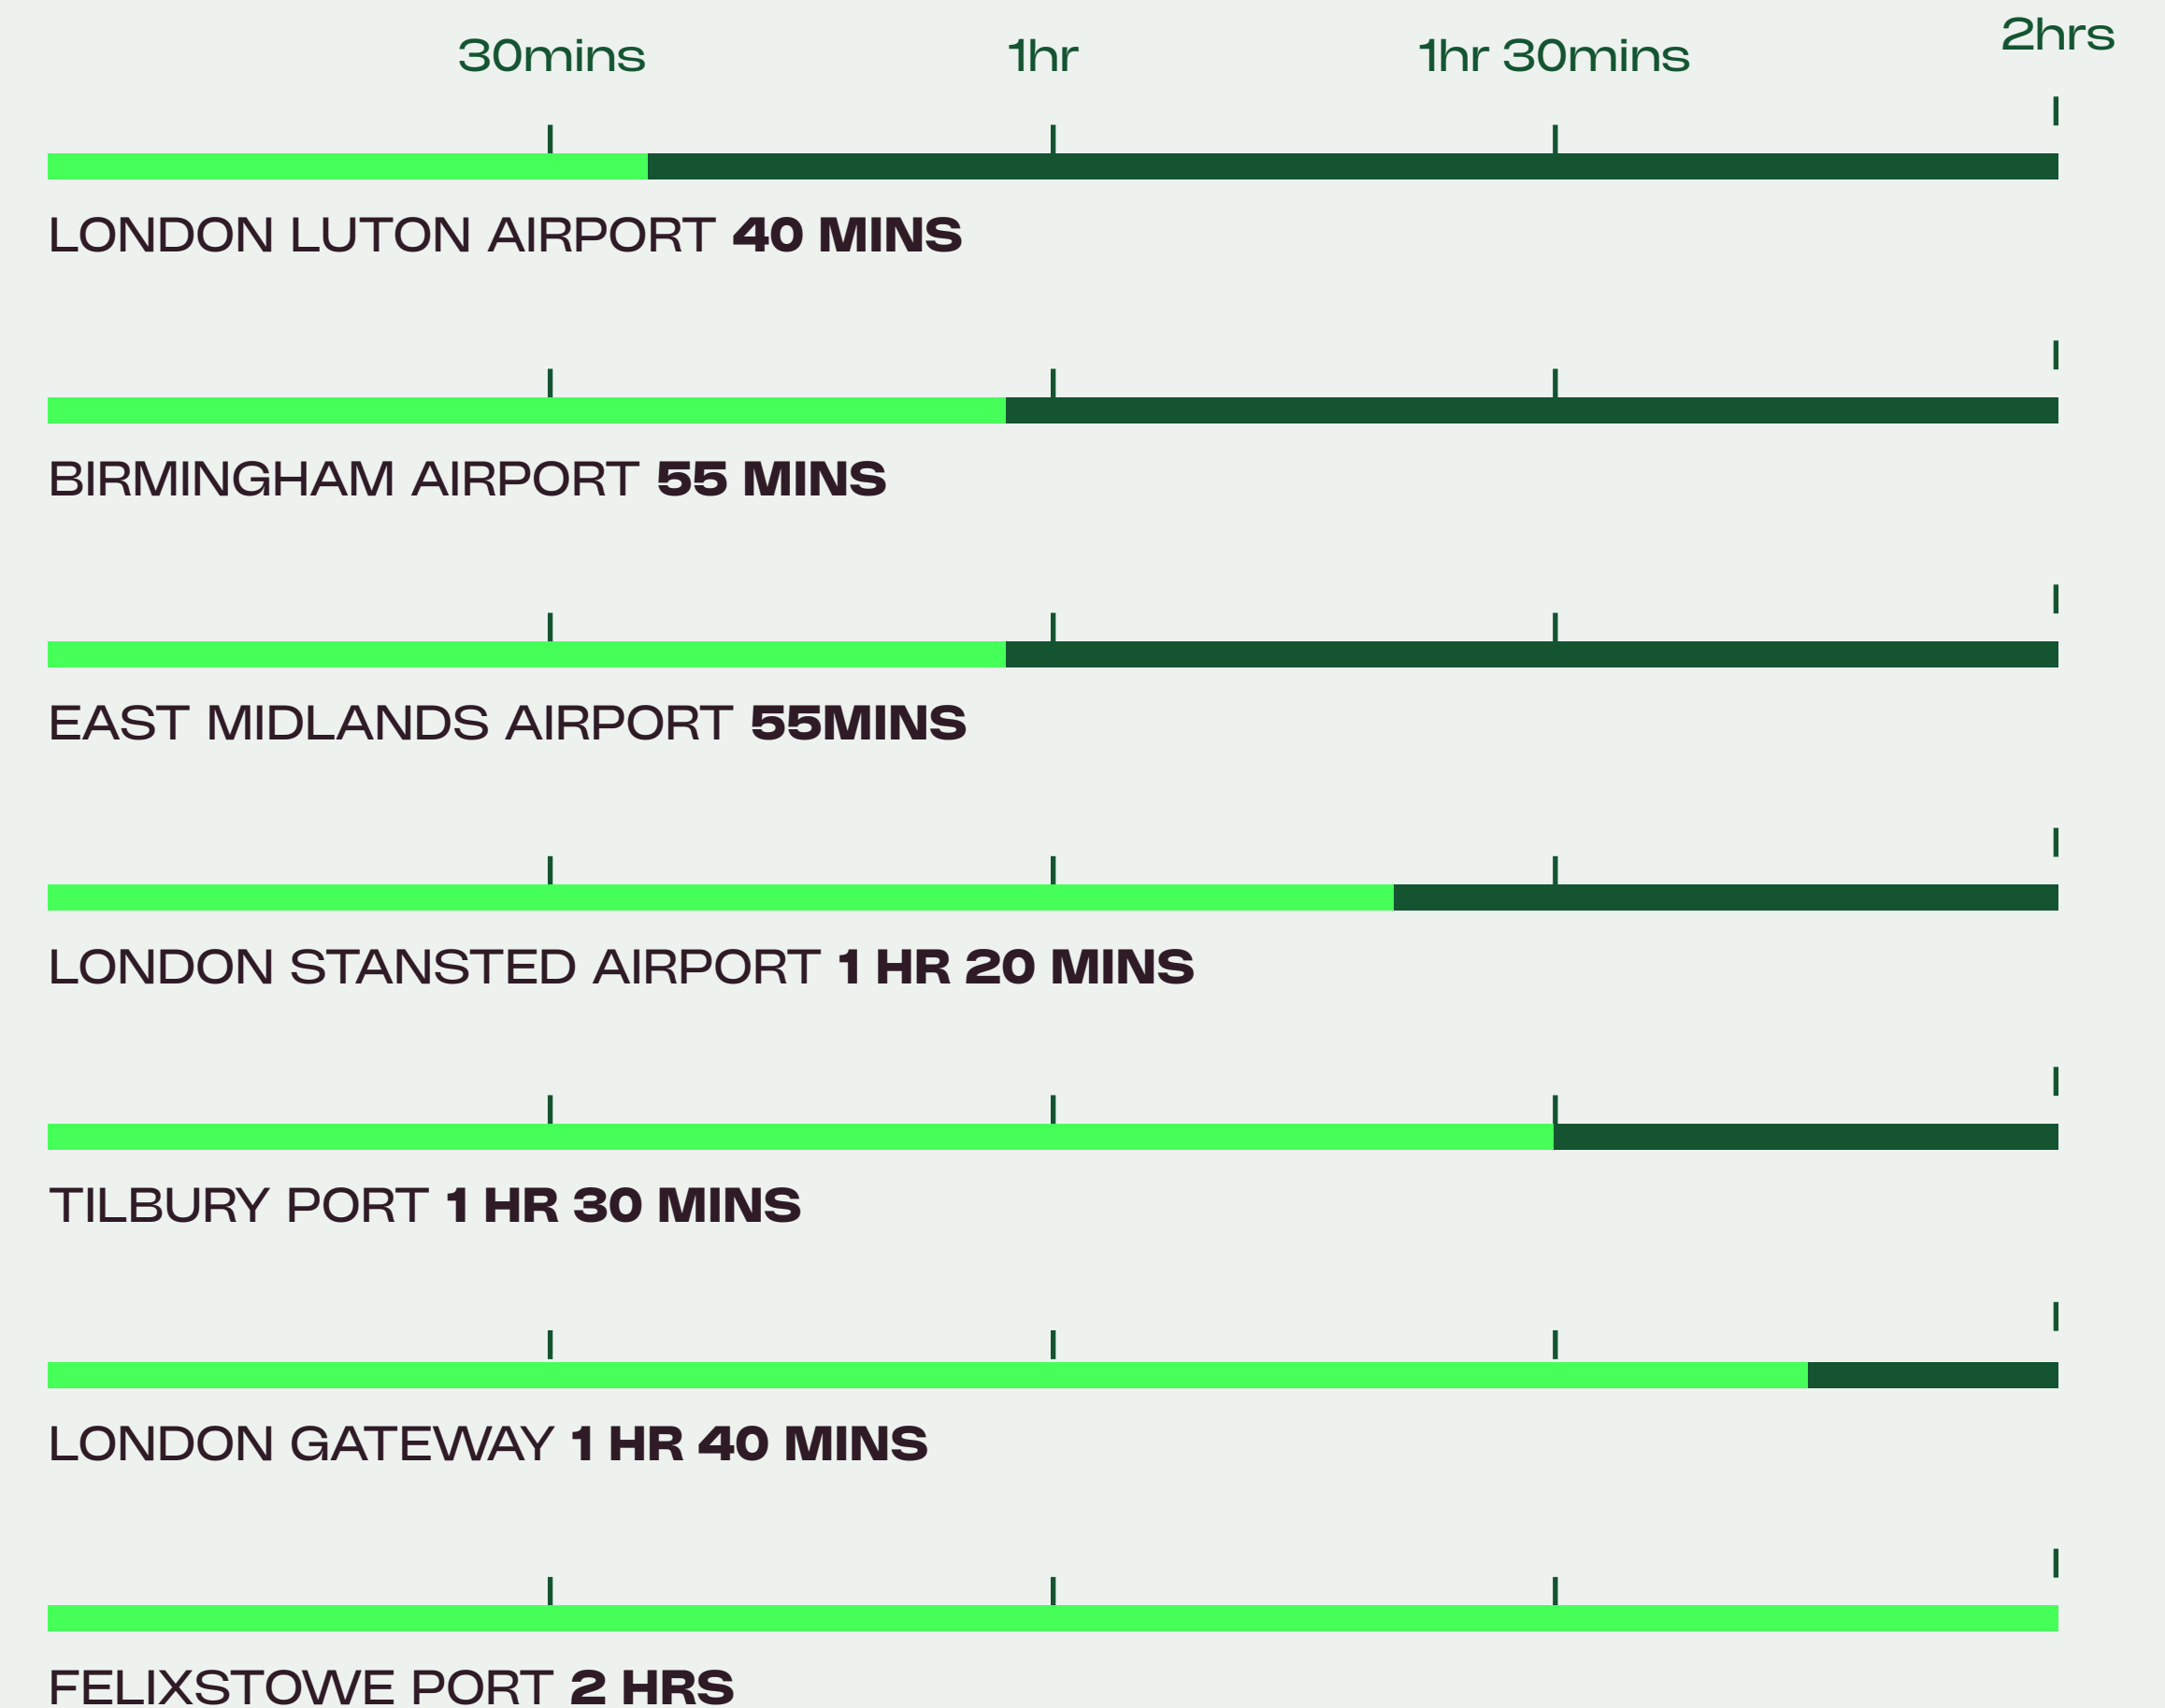 30mins 1hr 1hr 30mins 2hrs
LONDON LUTON AIRPORT 40 MINS
BIRMINGHAM AIRPORT 55 MINS
EAST MIDLANDS AIRPORT 55MINS
LONDON STANSTED AIRPORT 1 HR 20 MINS
TILBURY PORT 1 HR 30 MINS
LONDON GATEWAY 1 HR 40 MINS
FELIXSTOWE PORT 2 HRS